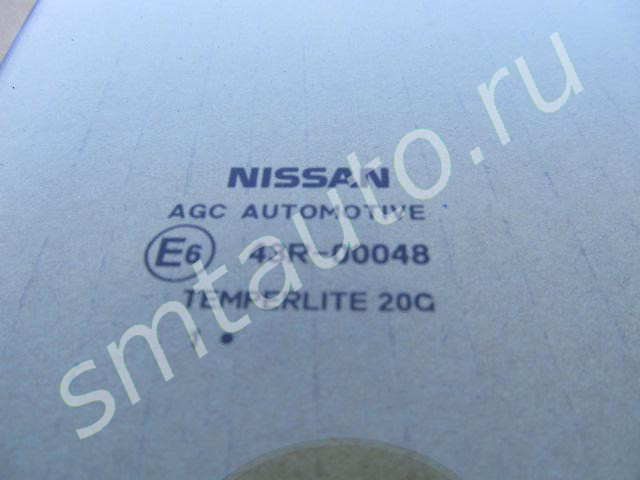 NISSAN
AGC AUTOMOTIVE
E6 43R-00048
TEMPERLITE 20G
smtauto.ru